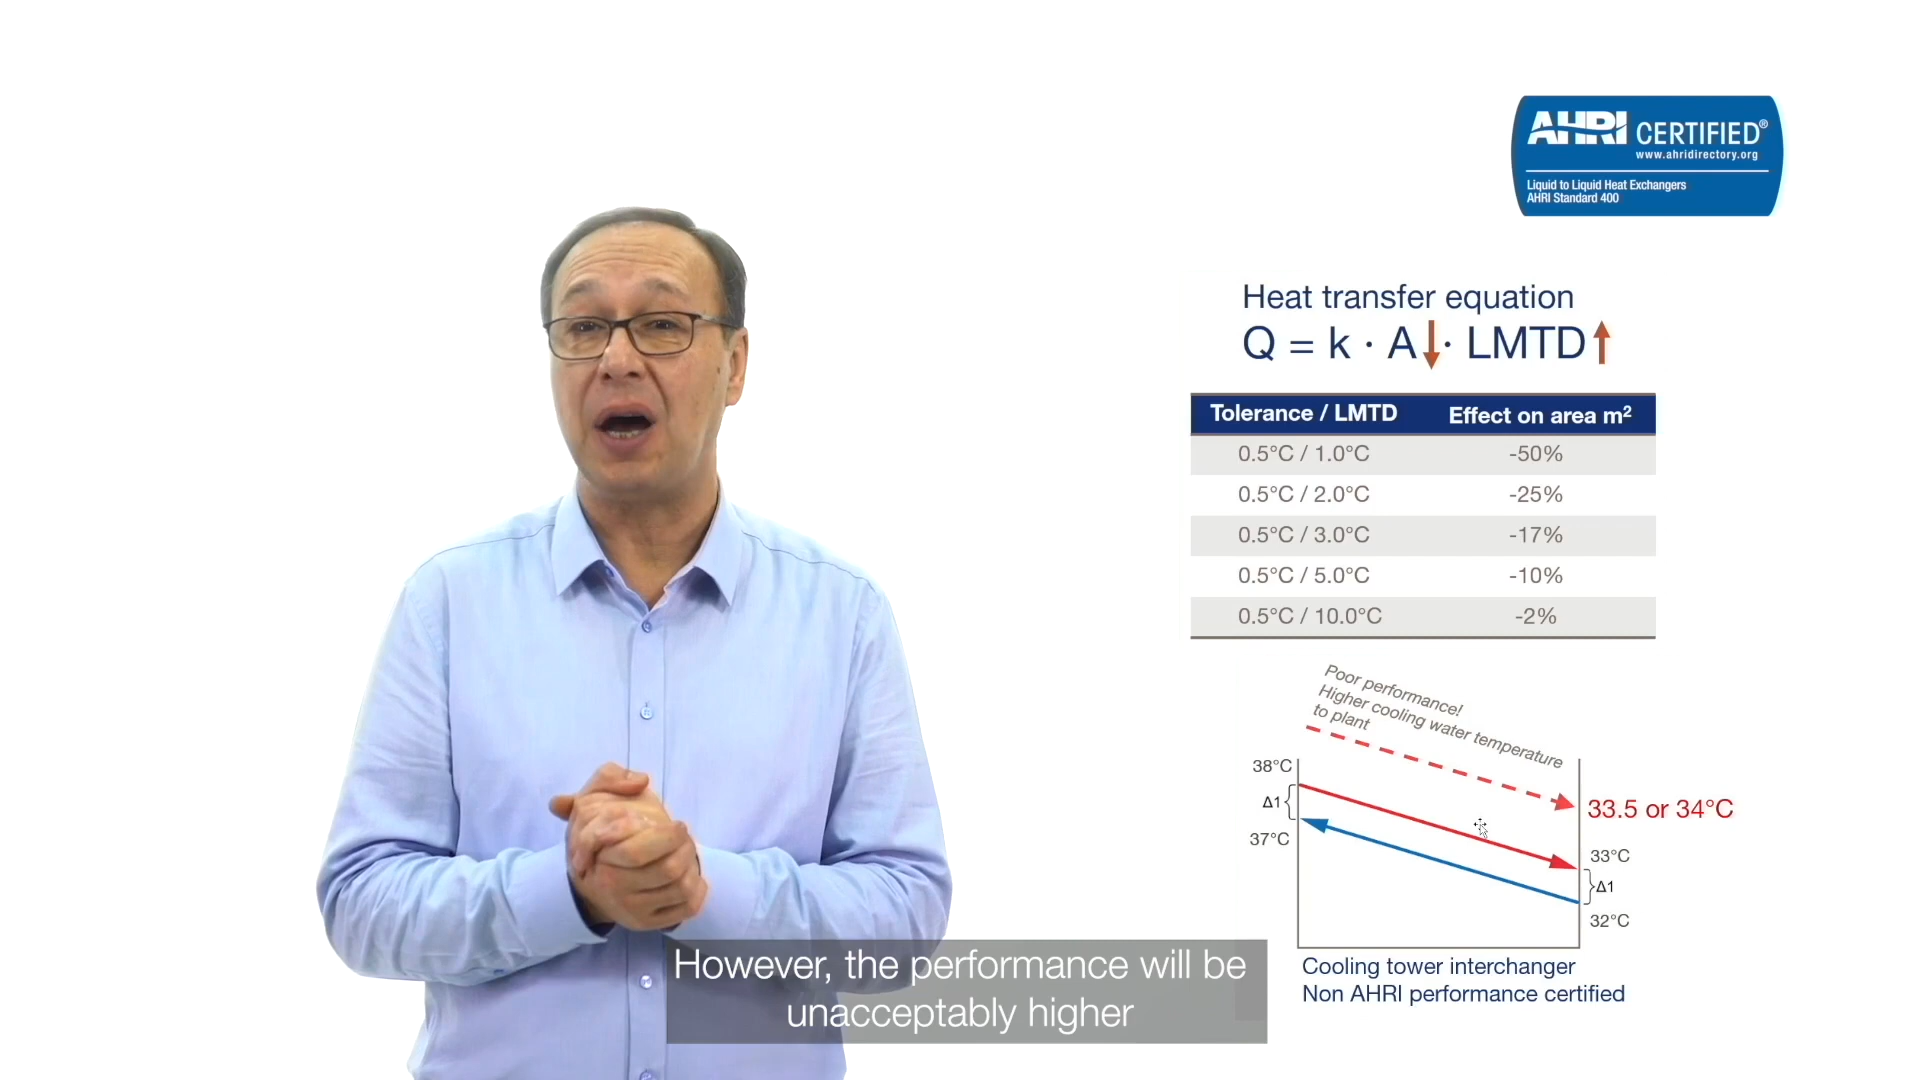 AHRI CERTIFIED®
www.ahridirectory.org
Liquid to Liquid Heat Exchangers
AHRI Standard 400
Heat transfer equation
Q = k · A↓· LMTD↑
Tolerance / LMTD Effect on area m²
0.5°C / 1.0°C -50%
0.5°C / 2.0°C -25%
0.5°C / 3.0°C -17%
0.5°C / 5.0°C -10%
0.5°C / 10.0°C -2%
Poor performance!
Higher cooling water temperature
to plant
38°C
Δ1
37°C
33.5 or 34°C
33°C
Δ1
32°C
Cooling tower interchanger
Non AHRI performance certified
However, the performance will be
unacceptably higher